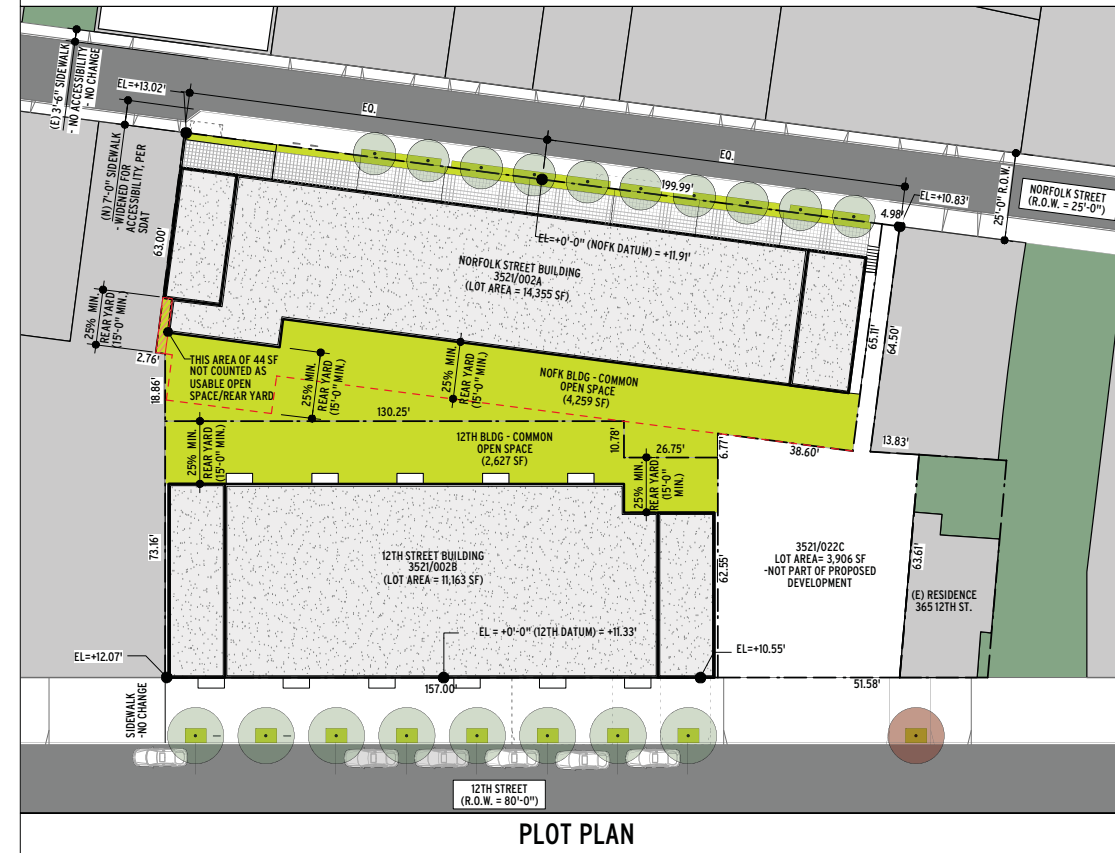 (E) 3'-6" SIDEWALK
- NO ACCESSIBILITY
- NO CHANGE
EL=+13.02'
EQ.
EQ.
(N) 7'-0" SIDEWALK
- WIDENED FOR
ACCESSIBILITY, PER
SDAT
199.99'
4.98'
EL=+10.83'
25'-0" R.O.W.
NORFOLK STREET
(R.O.W. = 25'-0")
63.00'
EL=+0'-0" (NOFK DATUM) = +11.91'
NORFOLK STREET BUILDING
3521/002A
(LOT AREA = 14,355 SF)
65.11'
64.50'
25% MIN.
REAR YARD
(15'-0" MIN.)
2.76'
18.86'
THIS AREA OF 44 SF
NOT COUNTED AS
USABLE OPEN
SPACE/REAR YARD
25% MIN.
REAR YARD
(15'-0" MIN.)
25% MIN.
REAR YARD
(15'-0" MIN.)
NOFK BLDG - COMMON
OPEN SPACE
(4,259 SF)
130.25'
25% MIN.
REAR YARD
(15'-0" MIN.)
12TH BLDG - COMMON
OPEN SPACE
(2,627 SF)
10.78'
26.75'
25% MIN.
REAR YARD
(15'-0"
MIN.)
6.77'
38.60'
13.83'
73.16'
12TH STREET BUILDING
3521/002B
(LOT AREA = 11,163 SF)
62.55'
3521/022C
LOT AREA= 3,906 SF
-NOT PART OF PROPOSED
DEVELOPMENT
63.61'
(E) RESIDENCE
365 12TH ST.
EL=+12.07'
EL = +0'-0" (12TH DATUM) = +11.33'
EL=+10.55'
157.00'
51.58'
SIDEWALK
-NO CHANGE
12TH STREET
(R.O.W. = 80'-0")
PLOT PLAN